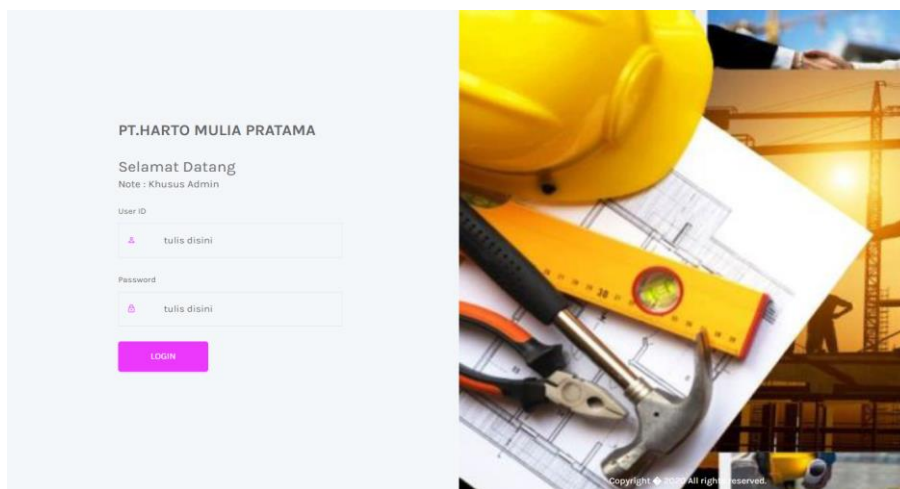 PT.HARTO MULIA PRATAMA
Selamat Datang
Note : Khusus Admin
User ID
tulis disini
Password
tulis disini
LOGIN
Copyright � 2020 All rights reserved.